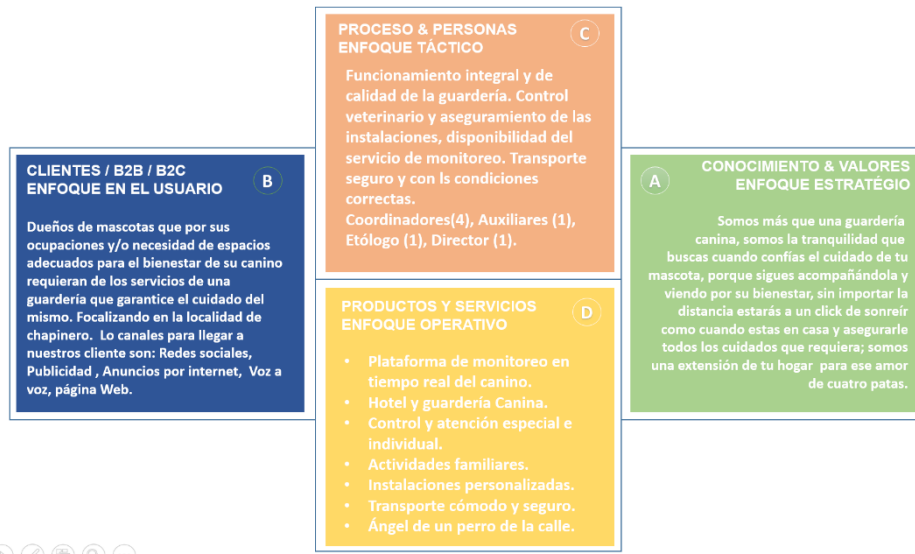 PROCESO & PERSONAS
ENFOQUE TÁCTICO
C
Funcionamiento integral y de
calidad de la guardería. Control
veterinario y aseguramiento de las
instalaciones, disponibilidad del
servicio de monitoreo. Transporte
seguro y con ls condiciones
correctas.
Coordinadores(4), Auxiliares (1),
Etólogo (1), Director (1).
CLIENTES / B2B / B2C
ENFOQUE EN EL USUARIO
B
Dueños de mascotas que por sus
ocupaciones y/o necesidad de espacios
adecuados para el bienestar de su canino
requieran de los servicios de una
guardería que garantice el cuidado del
mismo. Focalizando en la localidad de
chapinero. Lo canales para llegar a
nuestros cliente son: Redes sociales,
Publicidad , Anuncios por internet, Voz a
voz, página Web.
A
CONOCIMIENTO & VALORES
ENFOQUE ESTRATÉGIO
Somos más que una guardería
canina, somos la tranquilidad que
buscas cuando confías el cuidado de tu
mascota, porque sigues acompañándola y
viendo por su bienestar, sin importar la
distancia estarás a un click de sonreír
como cuando estas en casa y asegurarle
todos los cuidados que requiera; somos
una extensión de tu hogar para ese amor
de cuatro patas.
PRODUCTOS Y SERVICIOS
ENFOQUE OPERATIVO
D
• Plataforma de monitoreo en
tiempo real del canino.
• Hotel y guardería Canina.
• Control y atención especial e
individual.
• Actividades familiares.
• Instalaciones personalizadas.
• Transporte cómodo y seguro.
• Ángel de un perro de la calle.